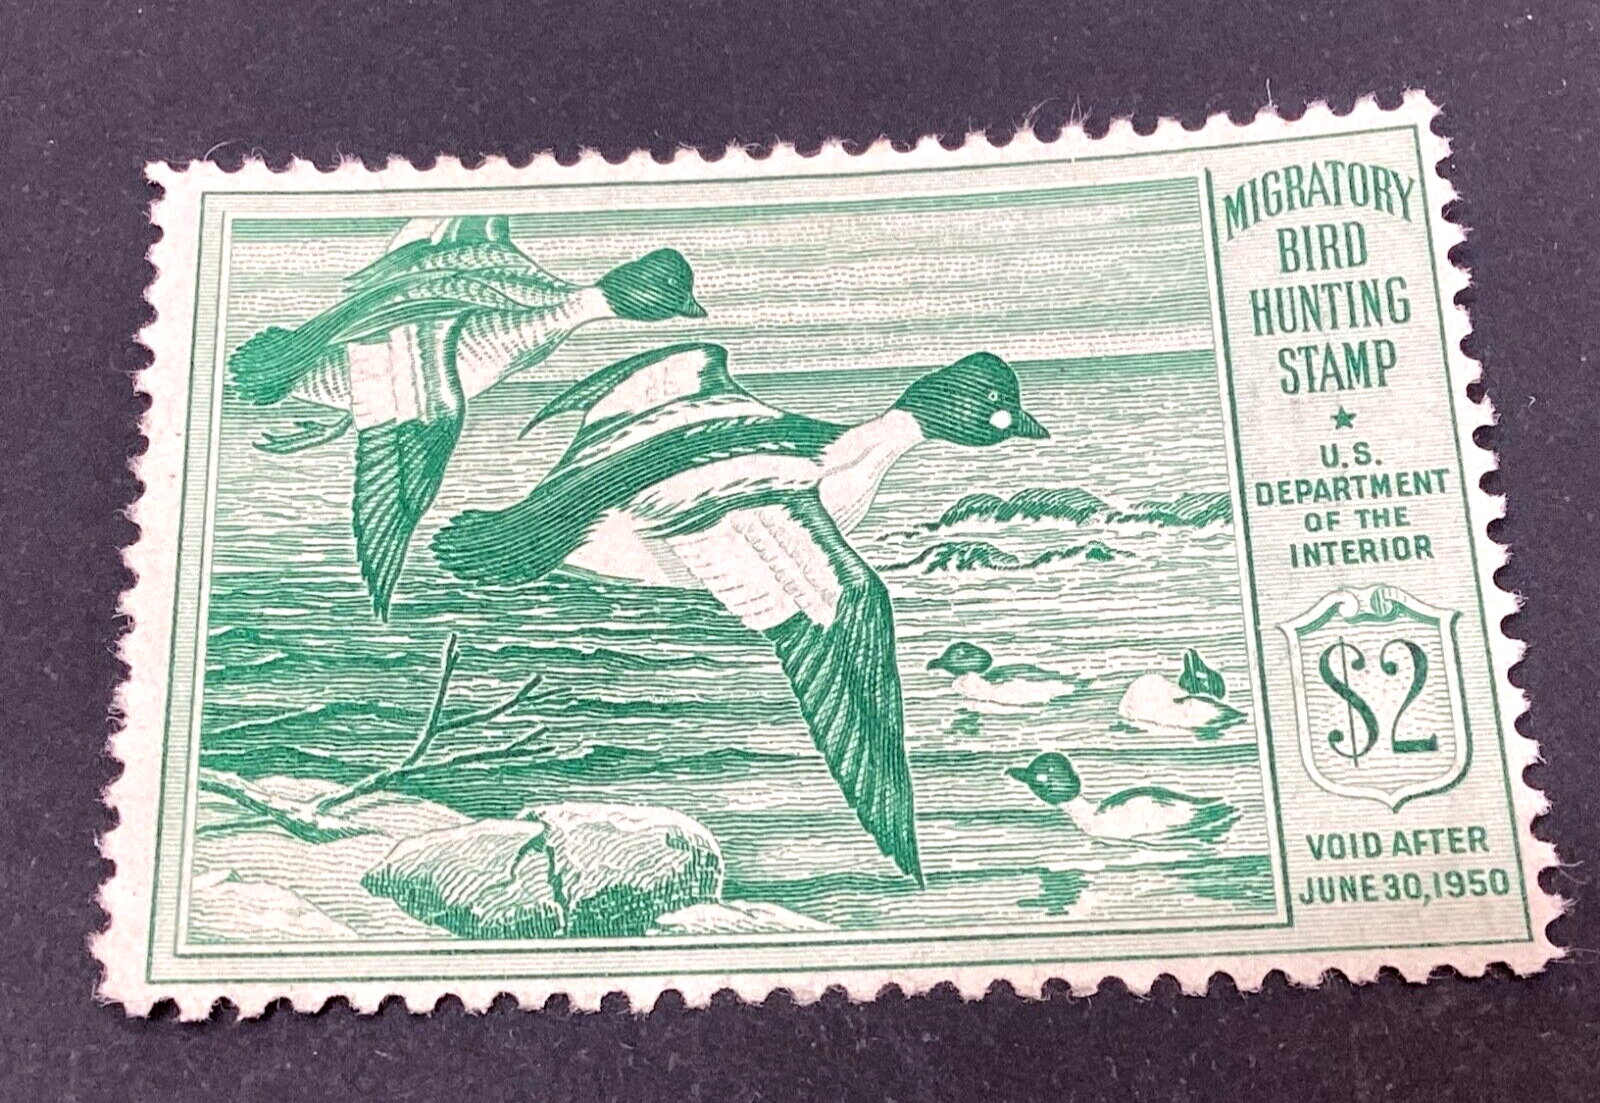 MIGRATORY
BIRD
HUNTING
STAMP
U.S.
DEPARTMENT
OF THE
INTERIOR
$2
VOID AFTER
JUNE 30, 1950